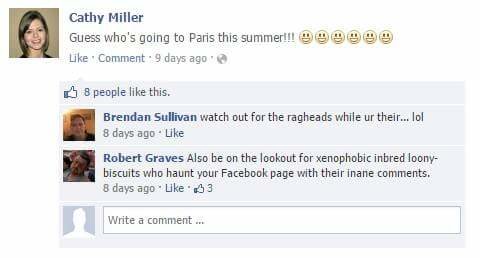 Cathy Miller
Guess who's going to Paris this summer!!! 😃😃😃😃😃😃
Like · Comment · 9 days ago ·
8 people like this.
Brendan Sullivan watch out for the ragheads while ur their... lol
8 days ago · Like
Robert Graves Also be on the lookout for xenophobic inbred loony-
biscuits who haunt your Facebook page with their inane comments.
8 days ago · Like · 3
Write a comment ...